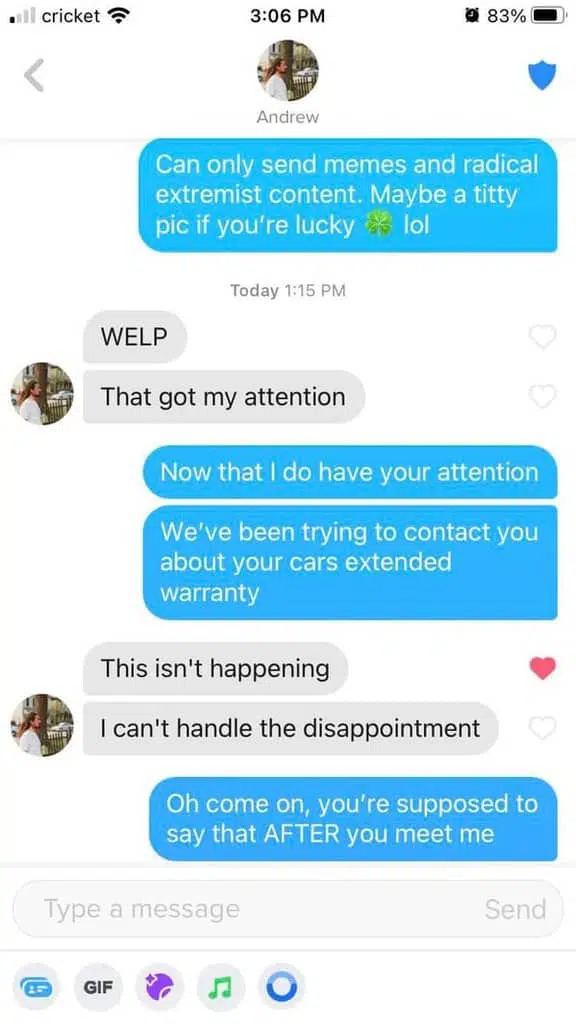 cricket 3:06 PM 83%
Andrew
Can only send memes and radical
extremist content. Maybe a titty
pic if you’re lucky 🍀 lol
Today 1:15 PM
WELP
That got my attention
Now that I do have your attention
We’ve been trying to contact you
about your cars extended
warranty
This isn't happening
I can't handle the disappointment
Oh come on, you’re supposed to
say that AFTER you meet me
Type a message Send
GIF